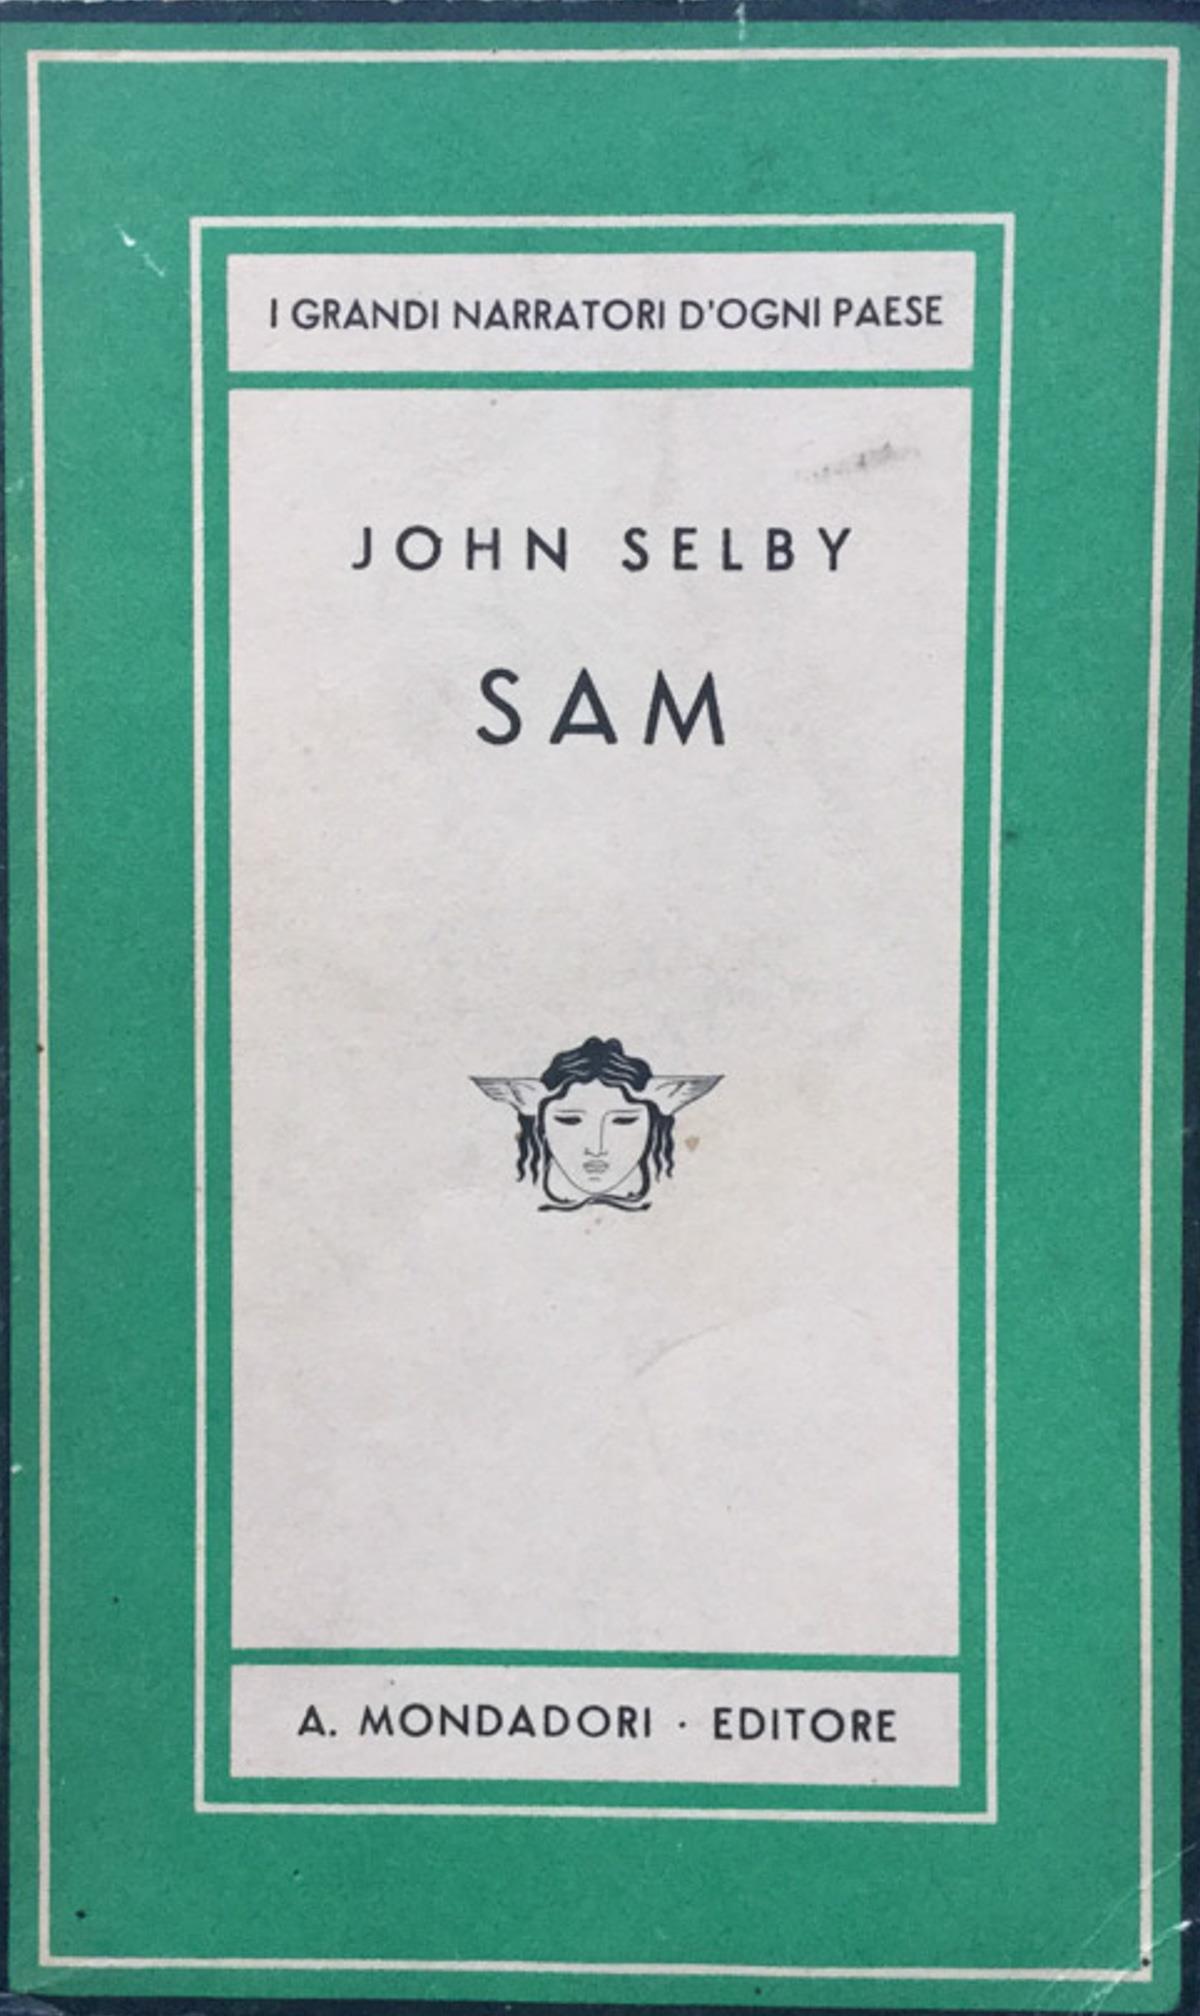 I GRANDI NARRATORI D'OGNI PAESE
JOHN SELBY
SAM
A. MONDADORI · EDITORE